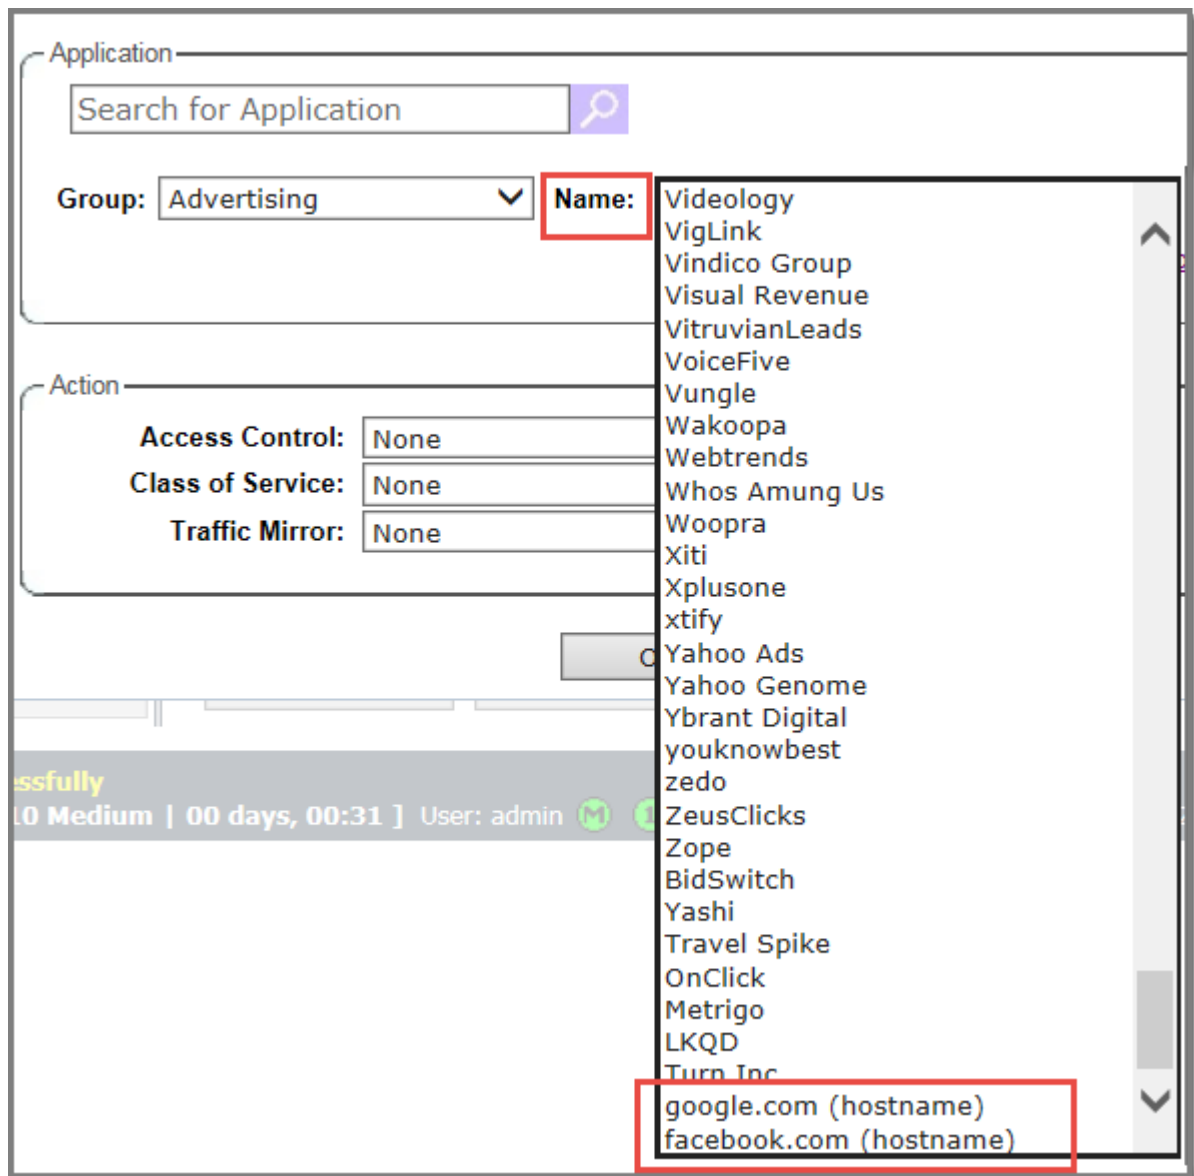 Application
Search for Application
Group: Advertising Name:
Videology
VigLink
Vindico Group
Visual Revenue
VitruvianLeads
VoiceFive
Vungle
Wakoopa
Webtrends
Whos Amung Us
Woopra
Xiti
Xplusone
xtify
Yahoo Ads
Yahoo Genome
Ybrant Digital
youknowbest
zedo
ZeusClicks
Zope
BidSwitch
Yashi
Travel Spike
OnClick
Metrigo
LKQD
Turn Inc
google.com (hostname)
facebook.com (hostname)
Action
Access Control: None
Class of Service: None
Traffic Mirror: None
essfully
10 Medium | 00 days, 00:31 ] User: admin M 1